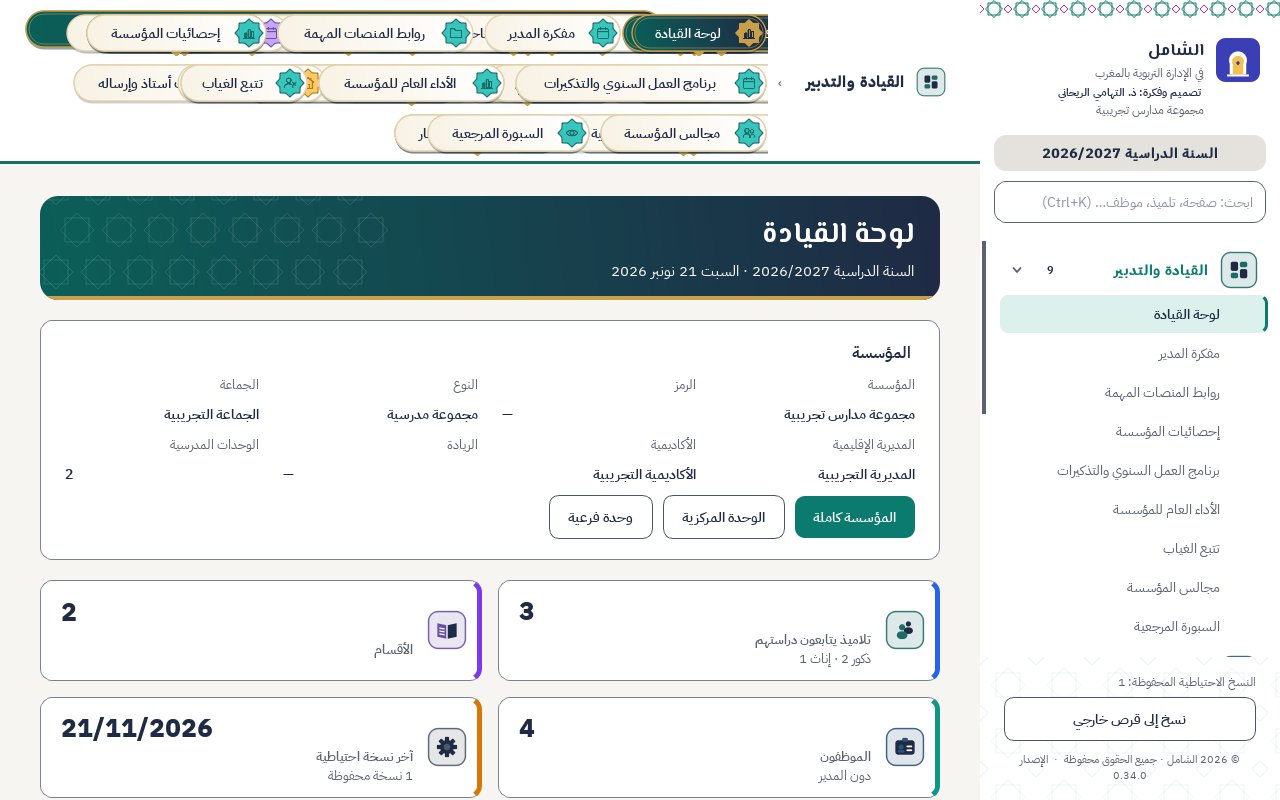 الشامل
في الإدارة التربوية بالمغرب
تصميم وفكرة: ذ. التهامي الريحاني
مجموعة مدارس تجريبية
السنة الدراسية 2026/2027
ابحث: صفحة، تلميذ، موظف... (Ctrl+K)
القيادة والتدبير 9
لوحة القيادة
مفكرة المدير
روابط المنصات المهمة
إحصائيات المؤسسة
برنامج العمل السنوي والتذكيرات
الأداء العام للمؤسسة
تتبع الغياب
مجالس المؤسسة
السبورة المرجعية
النسخ الاحتياطية المحفوظة: 1
نسخ إلى قرص خارجي
© 2026 الشامل · جميع الحقوق محفوظة · الإصدار
0.34.0
القيادة والتدبير ›
لوحة القيادة
مفكرة المدير
روابط المنصات المهمة
إحصائيات المؤسسة
برنامج العمل السنوي والتذكيرات
الأداء العام للمؤسسة
تتبع الغياب
أستاذ وإرساله
مجالس المؤسسة
السبورة المرجعية
لوحة القيادة
السنة الدراسية 2026/2027 · السبت 21 نونبر 2026
المؤسسة
المؤسسة الرمز النوع الجماعة
مجموعة مدارس تجريبية — مجموعة مدرسية الجماعة التجريبية
المديرية الإقليمية الأكاديمية الريادة الوحدات المدرسية
المديرية التجريبية الأكاديمية التجريبية — 2
المؤسسة كاملة الوحدة المركزية وحدة فرعية
3
تلاميذ يتابعون دراستهم
ذكور 2 · إناث 1
2
الأقسام
4
الموظفون
دون المدير
21/11/2026
آخر نسخة احتياطية
1 نسخة محفوظة